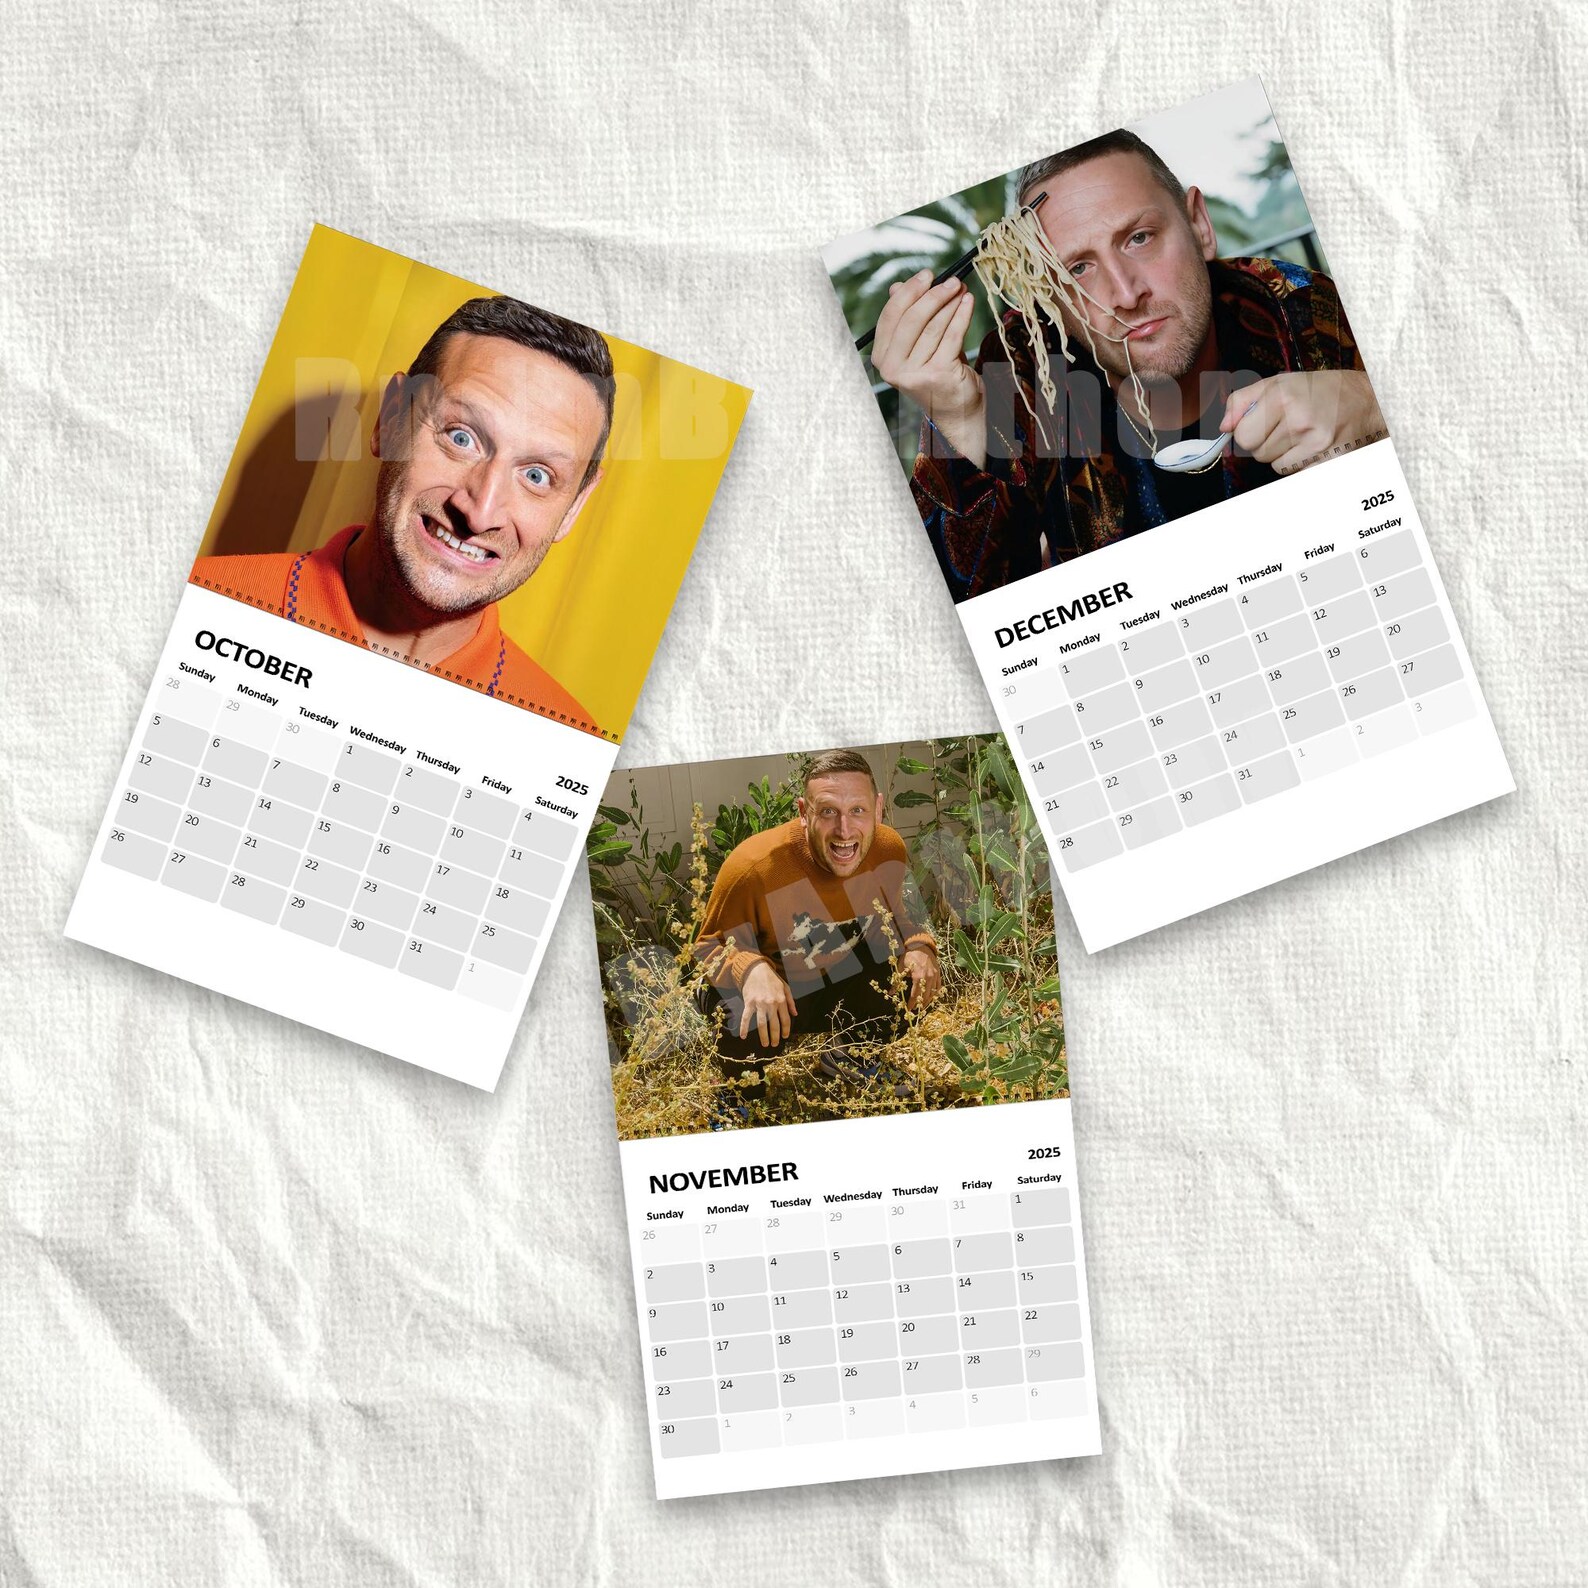 OCTOBER
2025
Sunday Monday Tuesday Wednesday Thursday Friday Saturday
28 29 30 1 2 3 4
5 6 7 8 9 10 11
12 13 14 15 16 17 18
19 20 21 22 23 24 25
26 27 28 29 30 31 1
DECEMBER
2025
Sunday Monday Tuesday Wednesday Thursday Friday Saturday
30 1 2 3 4 5 6
7 8 9 10 11 12 13
14 15 16 17 18 19 20
21 22 23 24 25 26 27
28 29 30 31 1 2 3
NOVEMBER
2025
Sunday Monday Tuesday Wednesday Thursday Friday Saturday
26 27 28 29 30 31 1
2 3 4 5 6 7 8
9 10 11 12 13 14 15
16 17 18 19 20 21 22
23 24 25 26 27 28 29
30 1 2 3 4 5 6